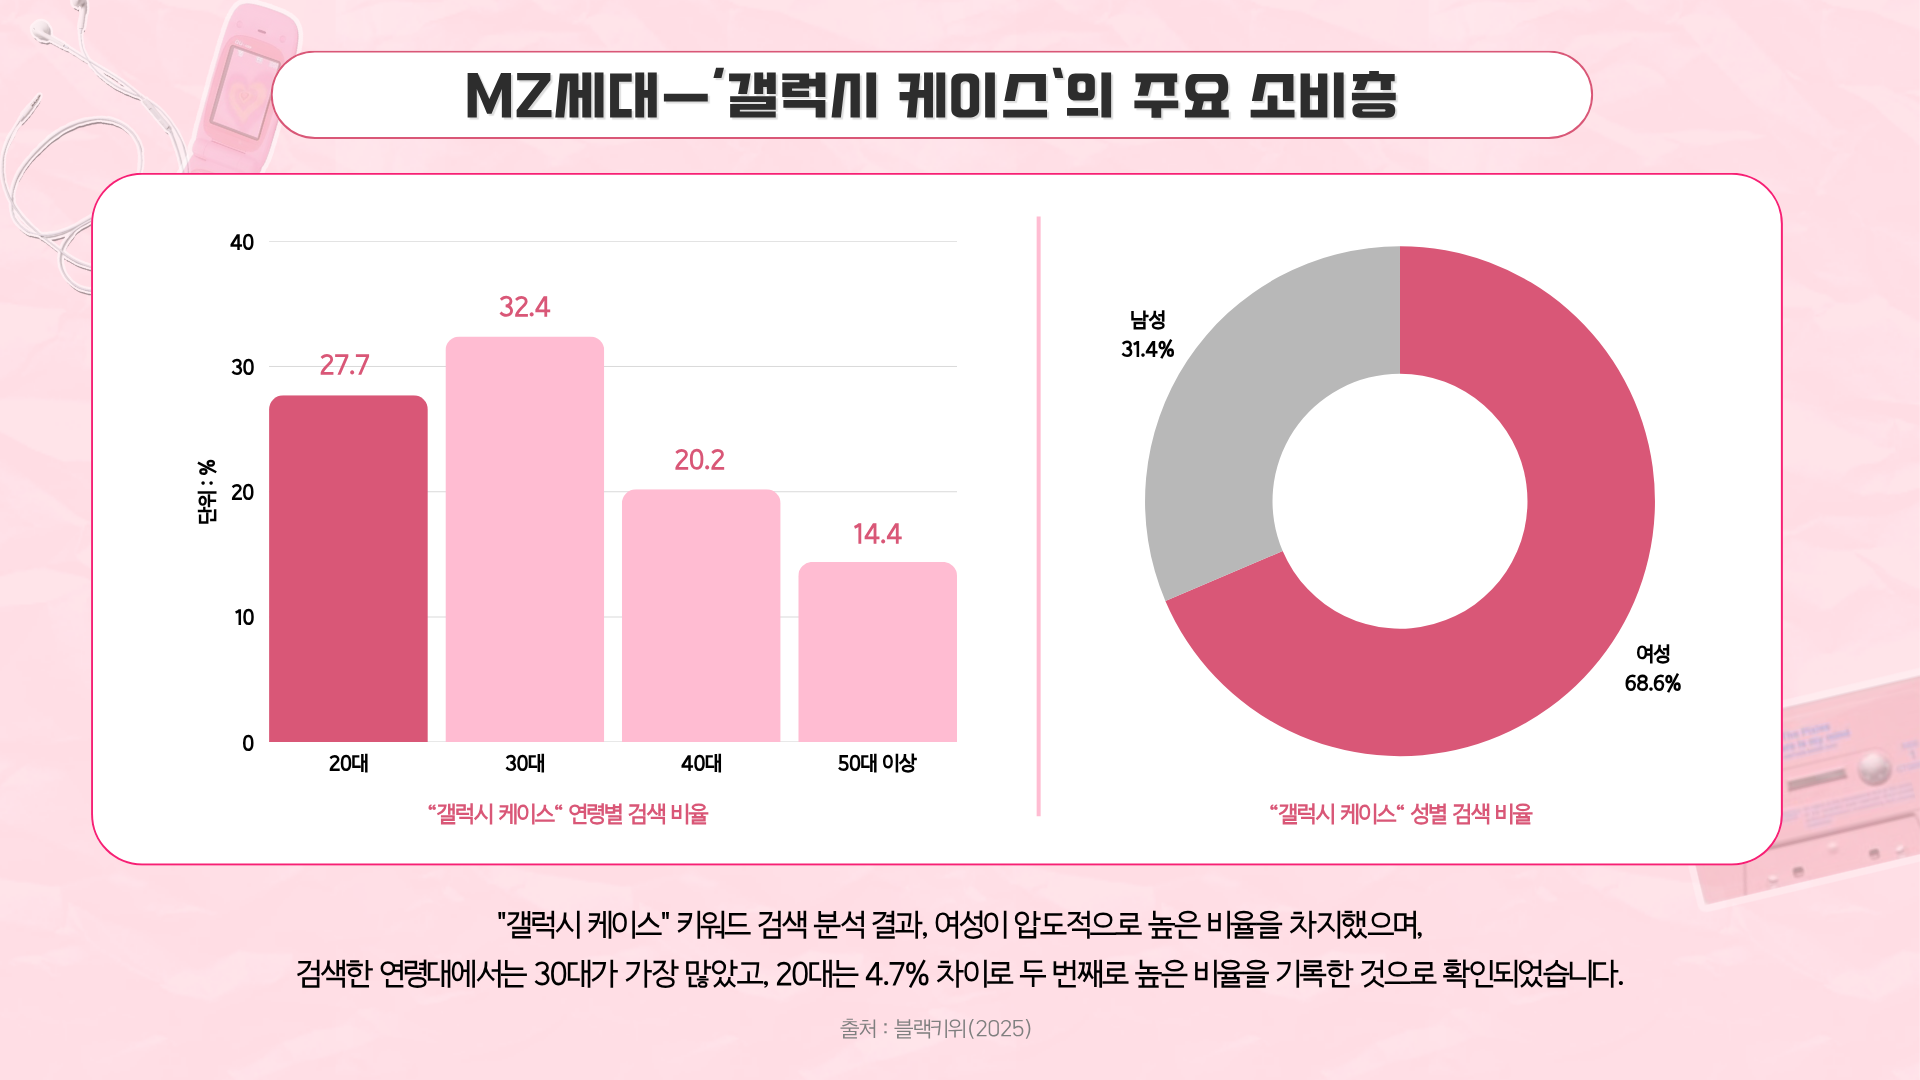 MZ세대—'갤럭시 케이스'의 주요 소비층
40
30
20
10
0
단위 : %
27.7
32.4
20.2
14.4
20대
30대
40대
50대 이상
“갤럭시 케이스“ 연령별 검색 비율
남성
31.4%
여성
68.6%
“갤럭시 케이스“ 성별 검색 비율
"갤럭시 케이스" 키워드 검색 분석 결과, 여성이 압도적으로 높은 비율을 차지했으며,
검색한 연령대에서는 30대가 가장 많았고, 20대는 4.7% 차이로 두 번째로 높은 비율을 기록한 것으로 확인되었습니다.
출처 : 블랙키위(2025)